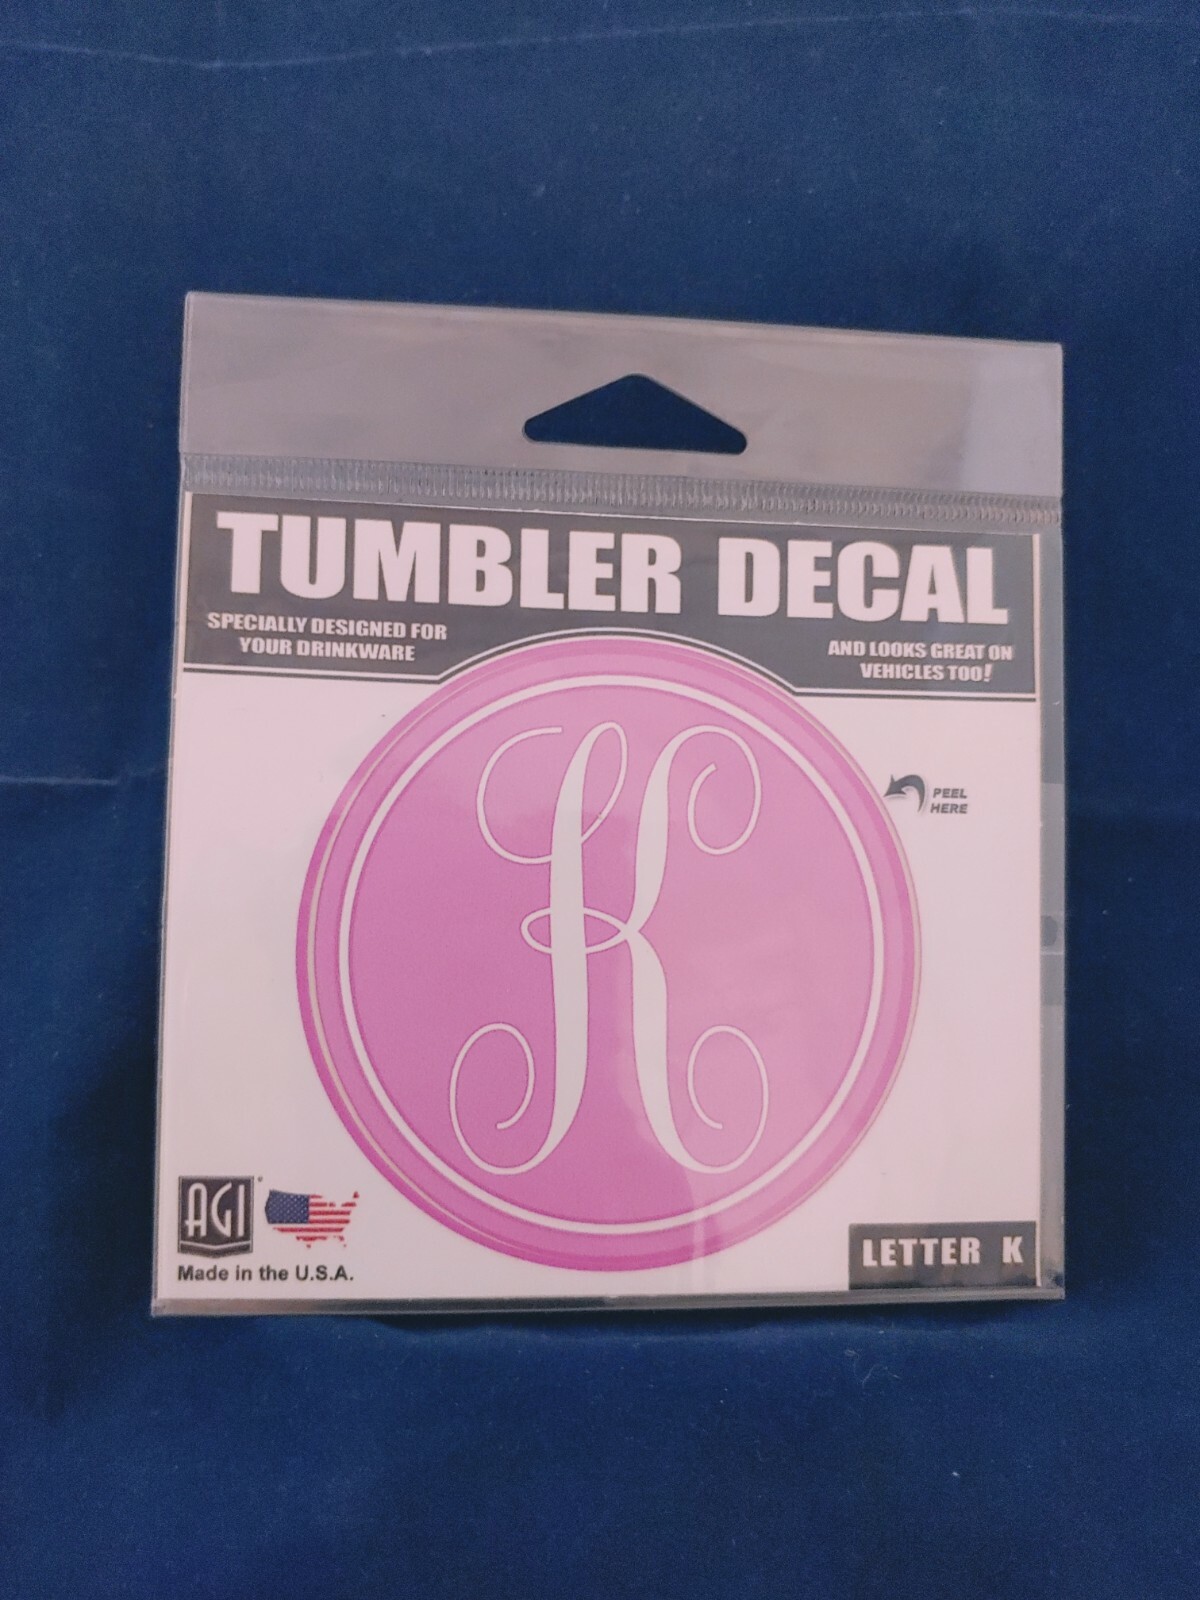 TUMBLER DECAL
SPECIALLY DESIGNED FOR
YOUR DRINKWARE
AND LOOKS GREAT ON
VEHICLES TOO!
K
PEEL
HERE
AGI
Made in the U.S.A.
LETTER K